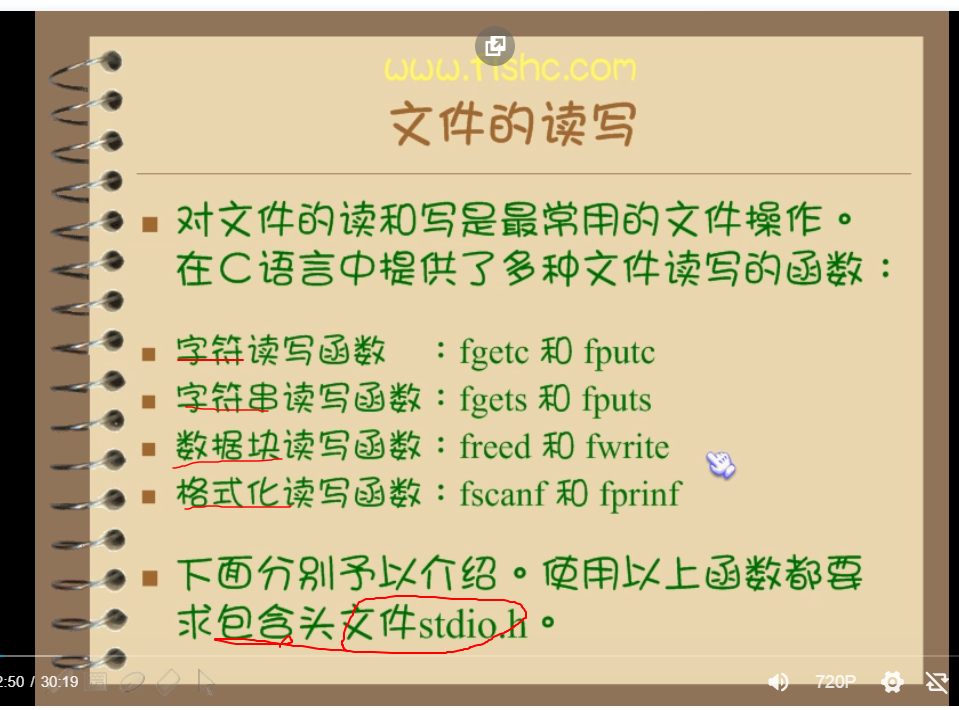 文件的读写
对文件的读和写是最常用的文件操作。
在C语言中提供了多种文件读写的函数：
字符读写函数 ：fgetc 和 fputc
字符串读写函数：fgets 和 fputs
数据块读写函数：freed 和 fwrite
格式化读写函数：fscanf 和 fprinf
下面分别予以介绍。使用以上函数都要
求包含头文件stdio.h。
2:50 / 30:19
720P